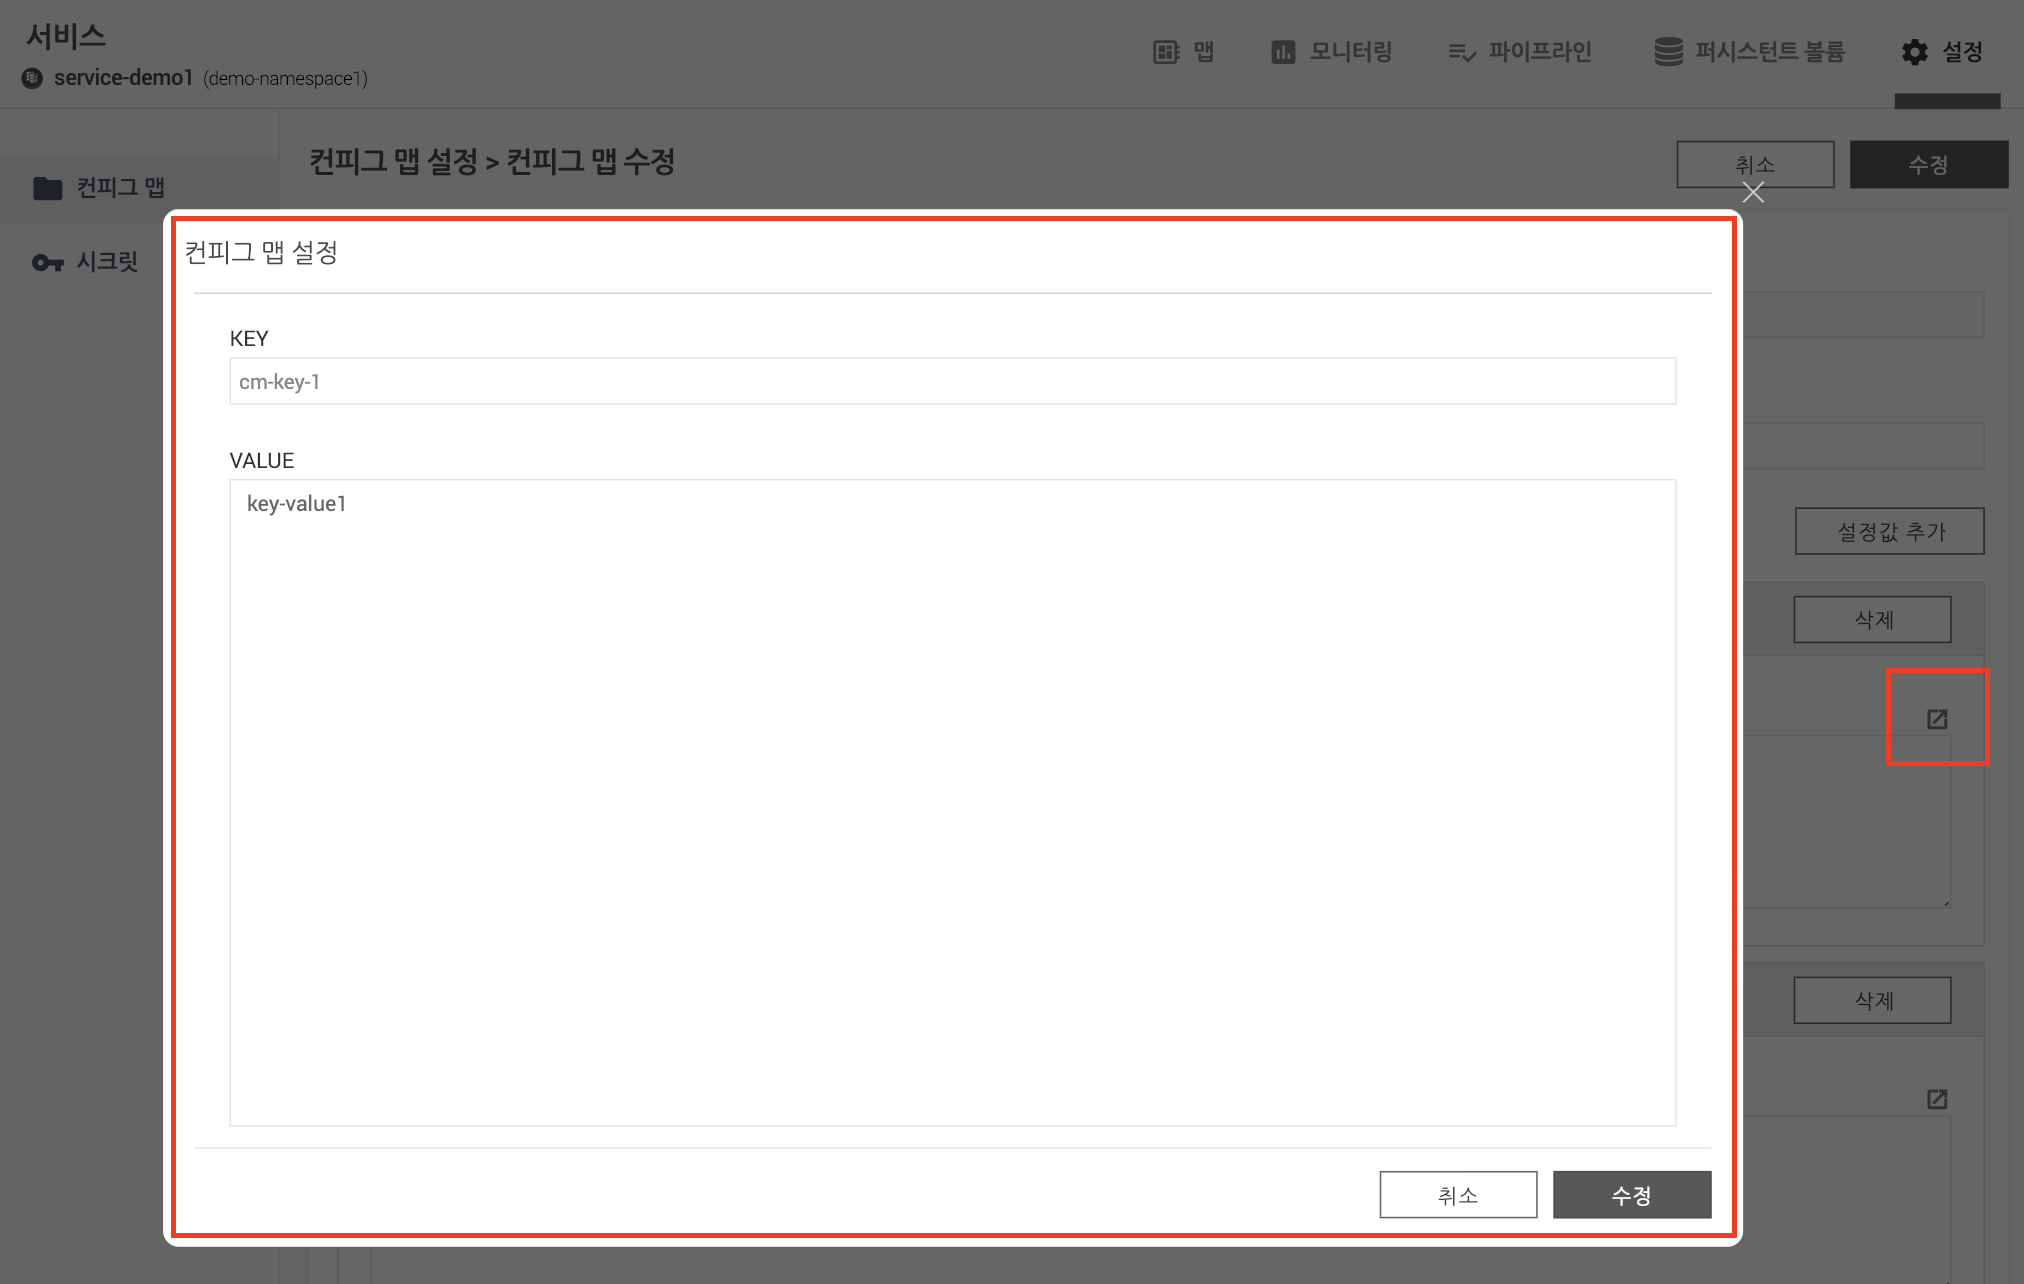 서비스
service-demo1 (demo-namespace1)
맵
모니터링
파이프라인
퍼시스턴트 볼륨
설정
컨피그 맵
시크릿
컨피그 맵 설정 > 컨피그 맵 수정
취소
수정
컨피그 맵 설정
KEY
cm-key-1
VALUE
key-value1
취소
수정
설정값 추가
삭제
삭제